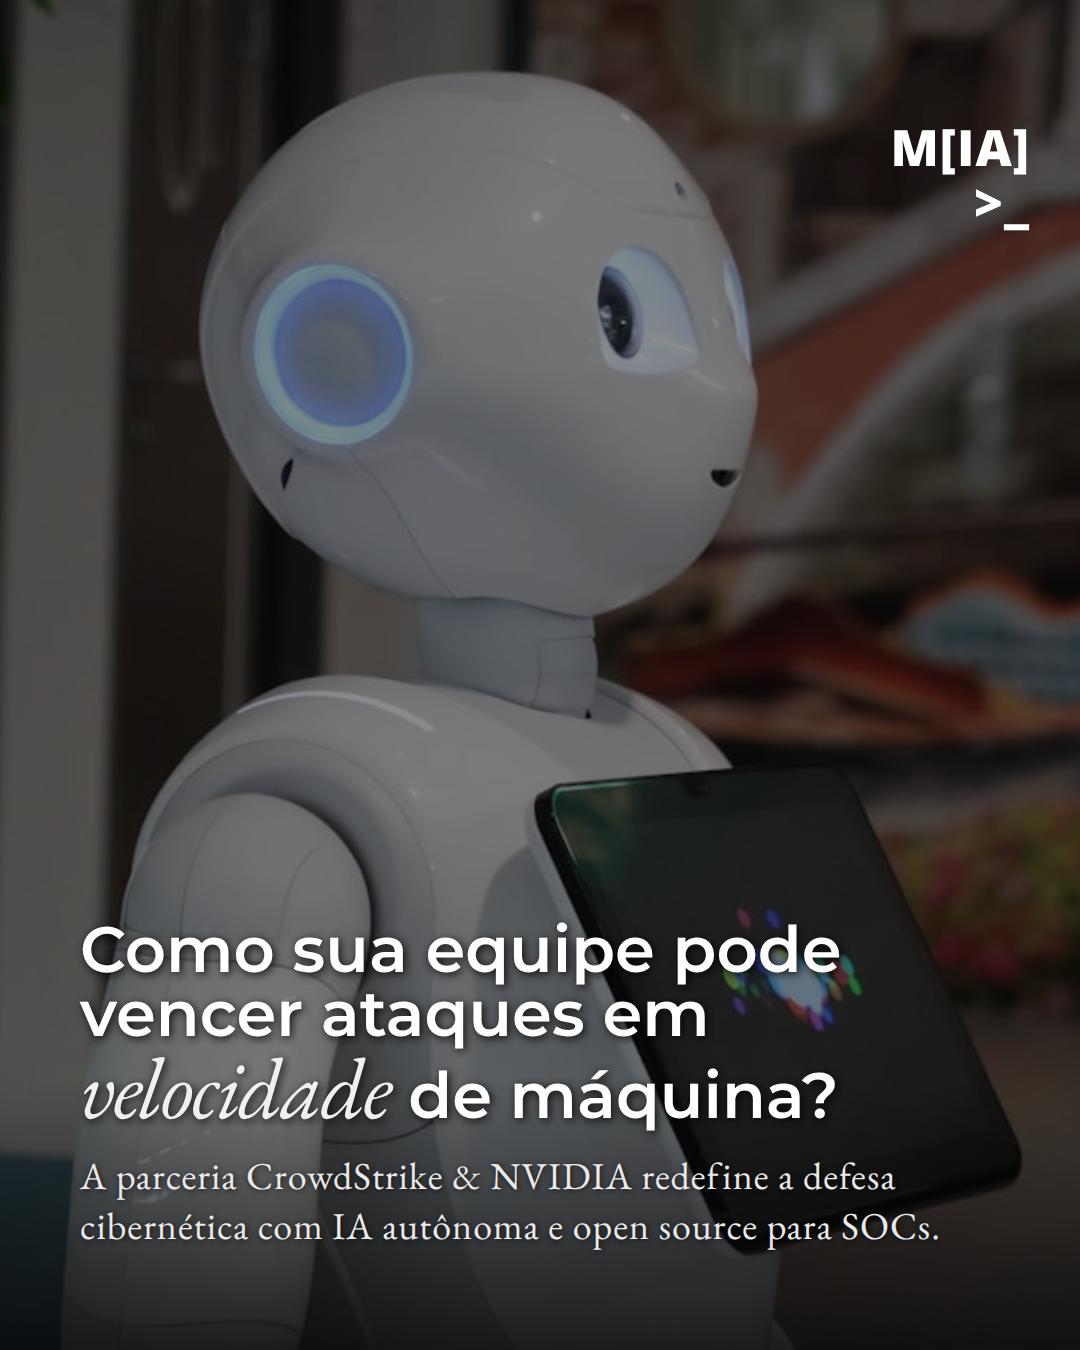 M[IA]
>_
Como sua equipe pode
vencer ataques em
velocidade de máquina?
A parceria CrowdStrike & NVIDIA redefine a defesa
cibernética com IA autônoma e open source para SOCs.